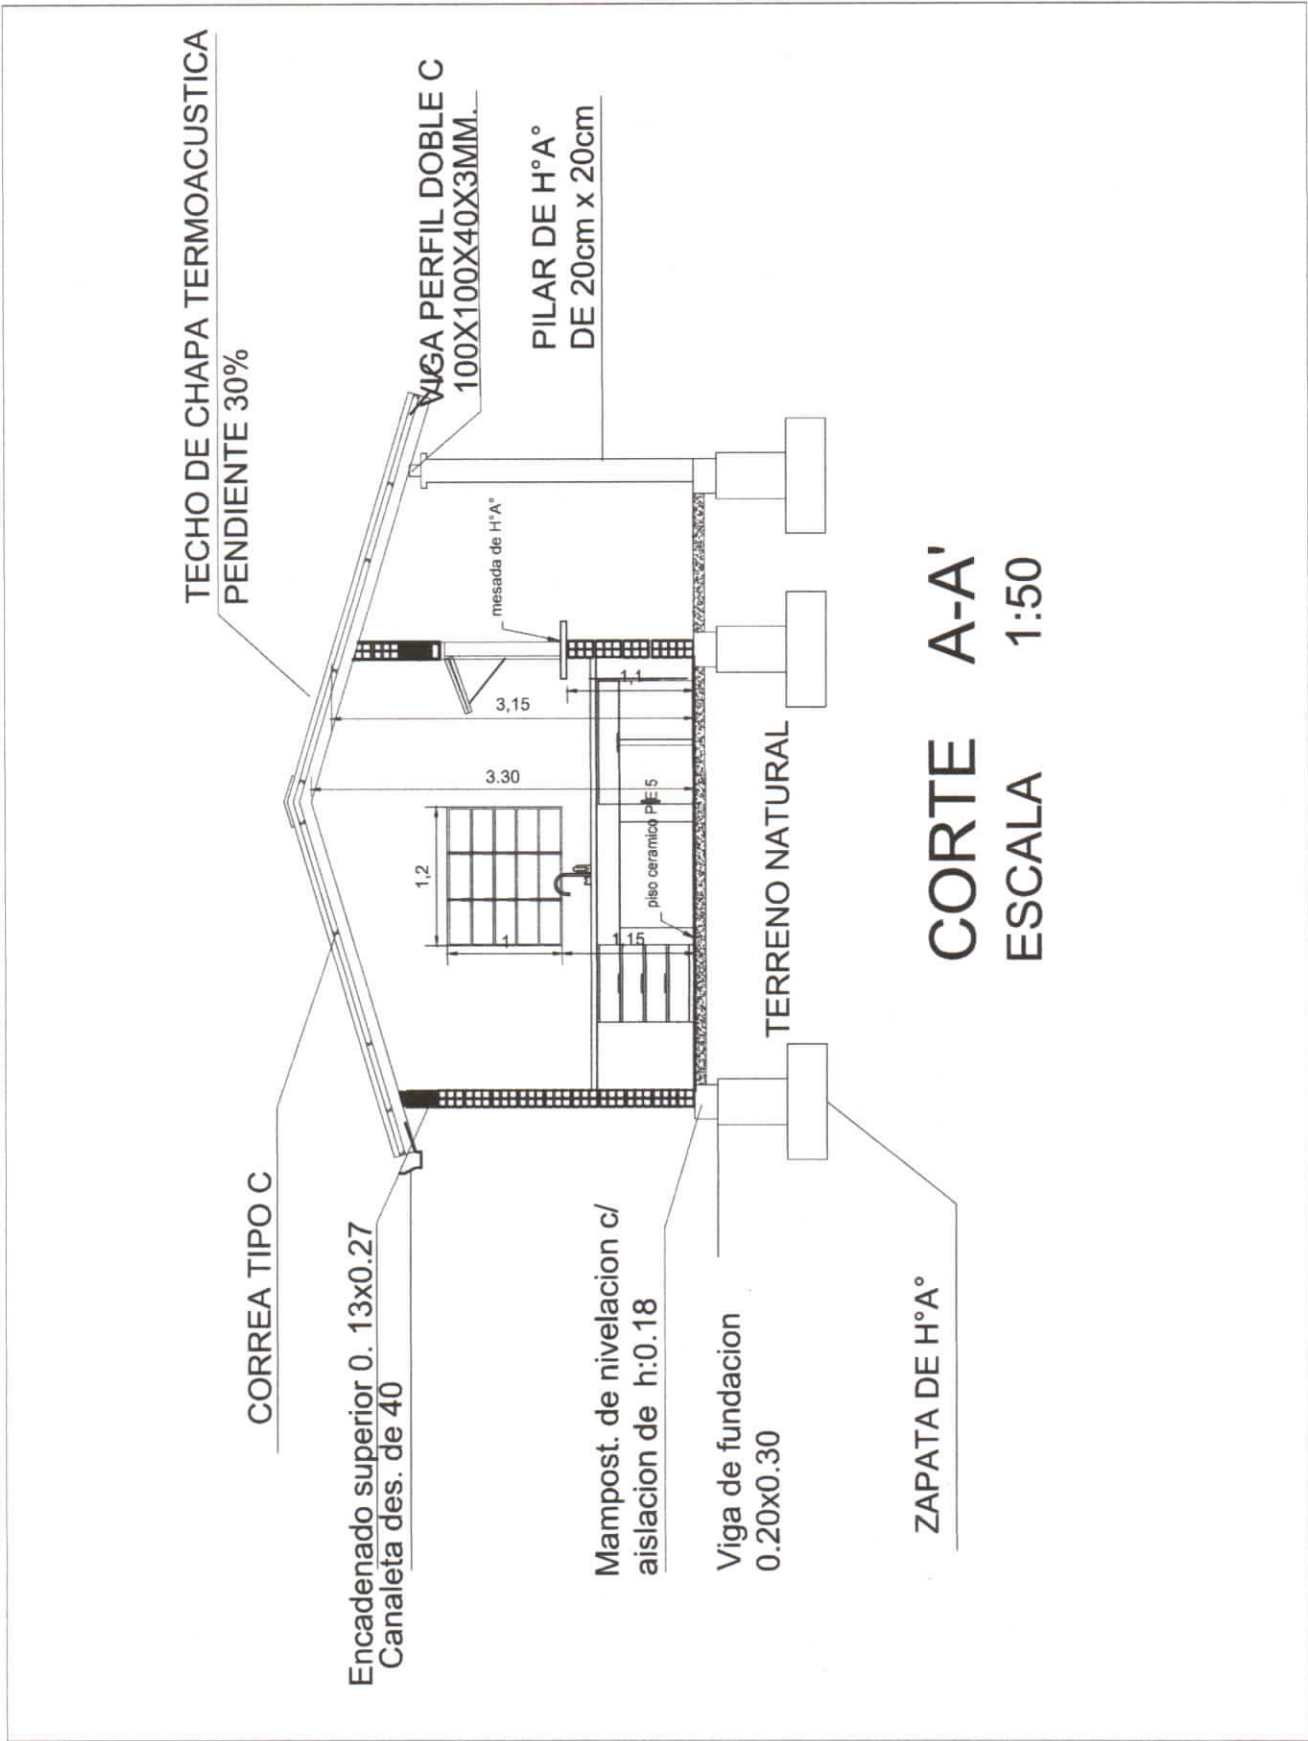 TECHO DE CHAPA TERMOACUSTICA
PENDIENTE 30%
CORREA TIPO C
VIGA PERFIL DOBLE C
100X100X40X3MM.
Encadenado superior 0. 13x0.27
Canaleta des. de 40
PILAR DE H°A°
DE 20cm x 20cm
mesada de H°A°
1,2
3.30
3,15
1
1,15
1,1
piso ceramico PIE 5
Mampost. de nivelacion c/
aislacion de h:0.18
Viga de fundacion
0.20x0.30
TERRENO NATURAL
ZAPATA DE H°A°
CORTE A-A'
ESCALA 1:50